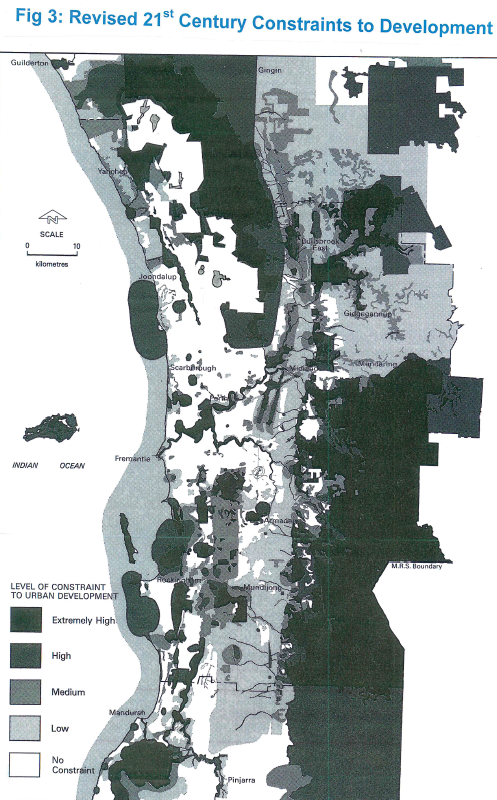 Fig 3: Revised 21st Century Constraints to Development
Guilderton
Gingin
Yanchep
SCALE
0 10
kilometres
Bullsbrook
East
Joondalup
Gidgegannup
Scarborough
Midland
Mundaring
Perth
INDIAN OCEAN
Fremantle
Armadale
M.R.S. Boundary
LEVEL OF CONSTRAINT
TO URBAN DEVELOPMENT
Rockingham
Mundijong
Extremely High
High
Medium
Mandurah
Low
No
Constraint
Pinjarra